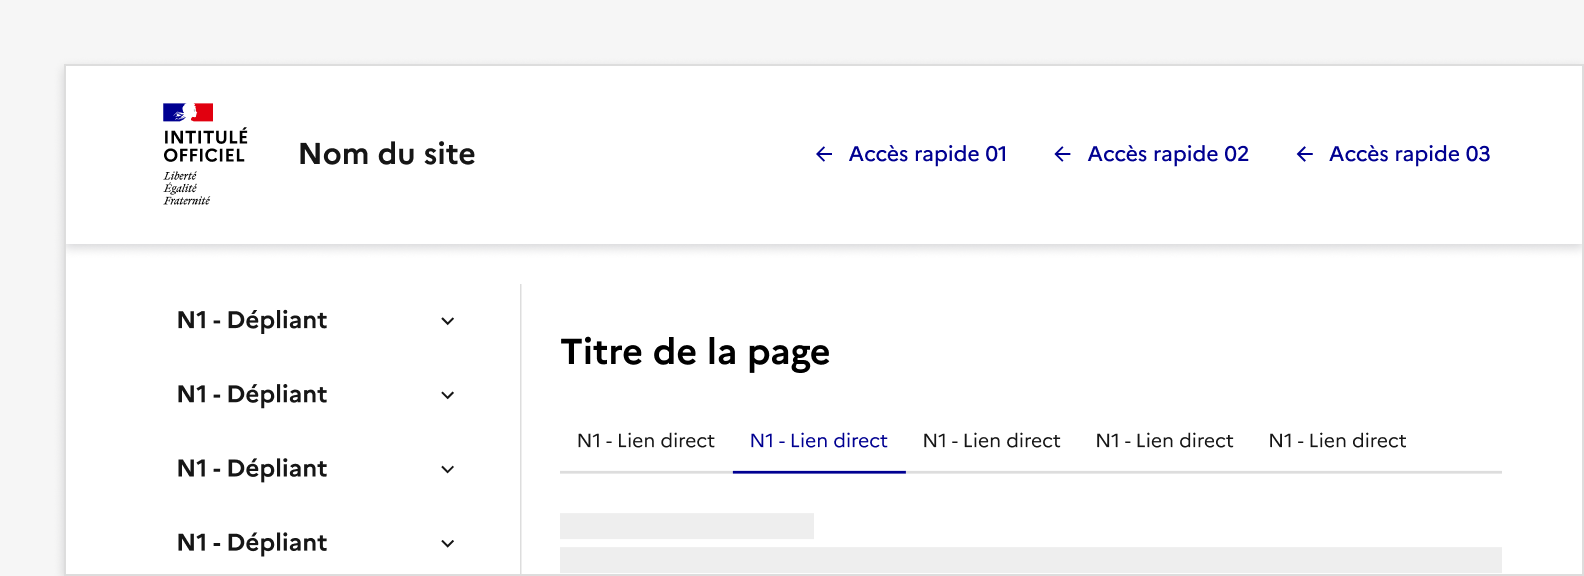 INTITULÉ
OFFICIEL
Liberté
Égalité
Fraternité
Nom du site
Accès rapide 01
Accès rapide 02
Accès rapide 03
N1 - Dépliant
N1 - Dépliant
N1 - Dépliant
N1 - Dépliant
Titre de la page
N1 - Lien direct
N1 - Lien direct
N1 - Lien direct
N1 - Lien direct
N1 - Lien direct